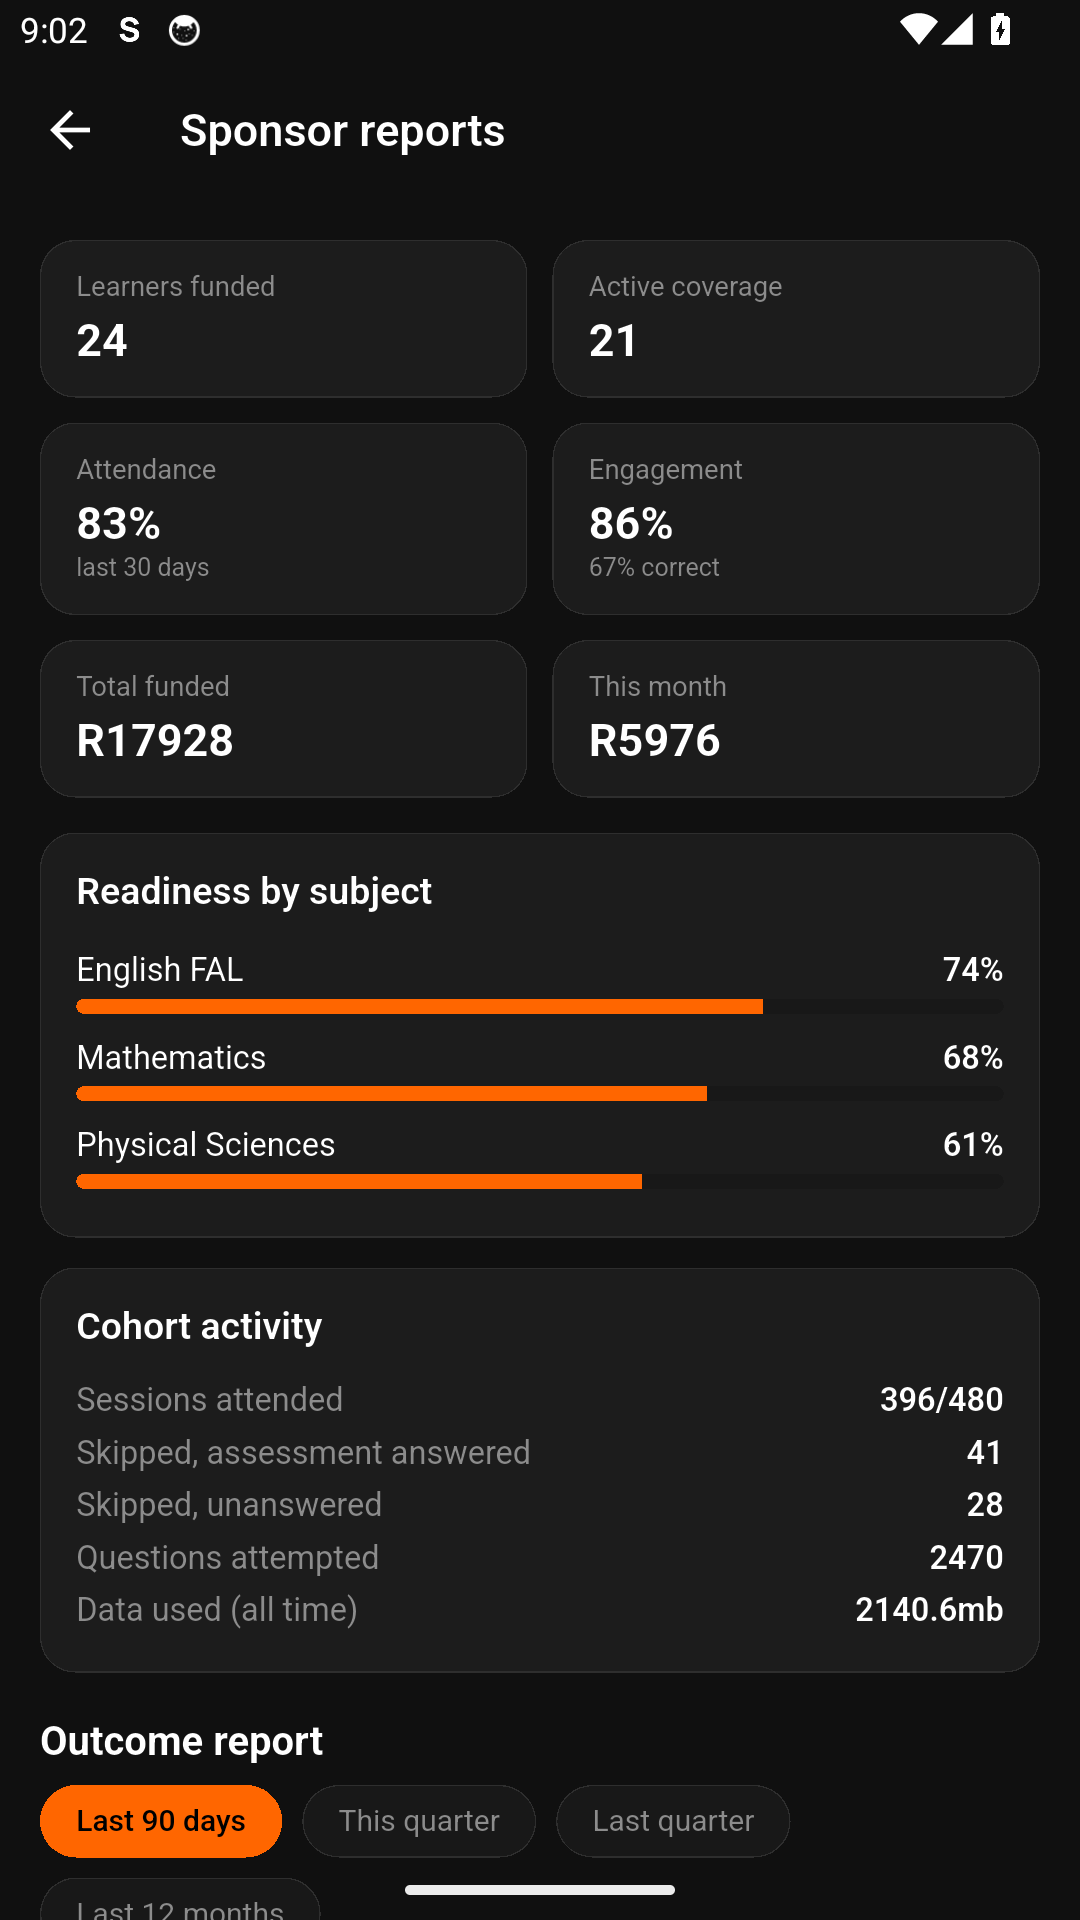 9:02 S
Sponsor reports
Learners funded
24
Active coverage
21
Attendance
83%
last 30 days
Engagement
86%
67% correct
Total funded
R17928
This month
R5976
Readiness by subject
English FAL 74%
Mathematics 68%
Physical Sciences 61%
Cohort activity
Sessions attended 396/480
Skipped, assessment answered 41
Skipped, unanswered 28
Questions attempted 2470
Data used (all time) 2140.6mb
Outcome report
Last 90 days This quarter Last quarter
Last 12 months